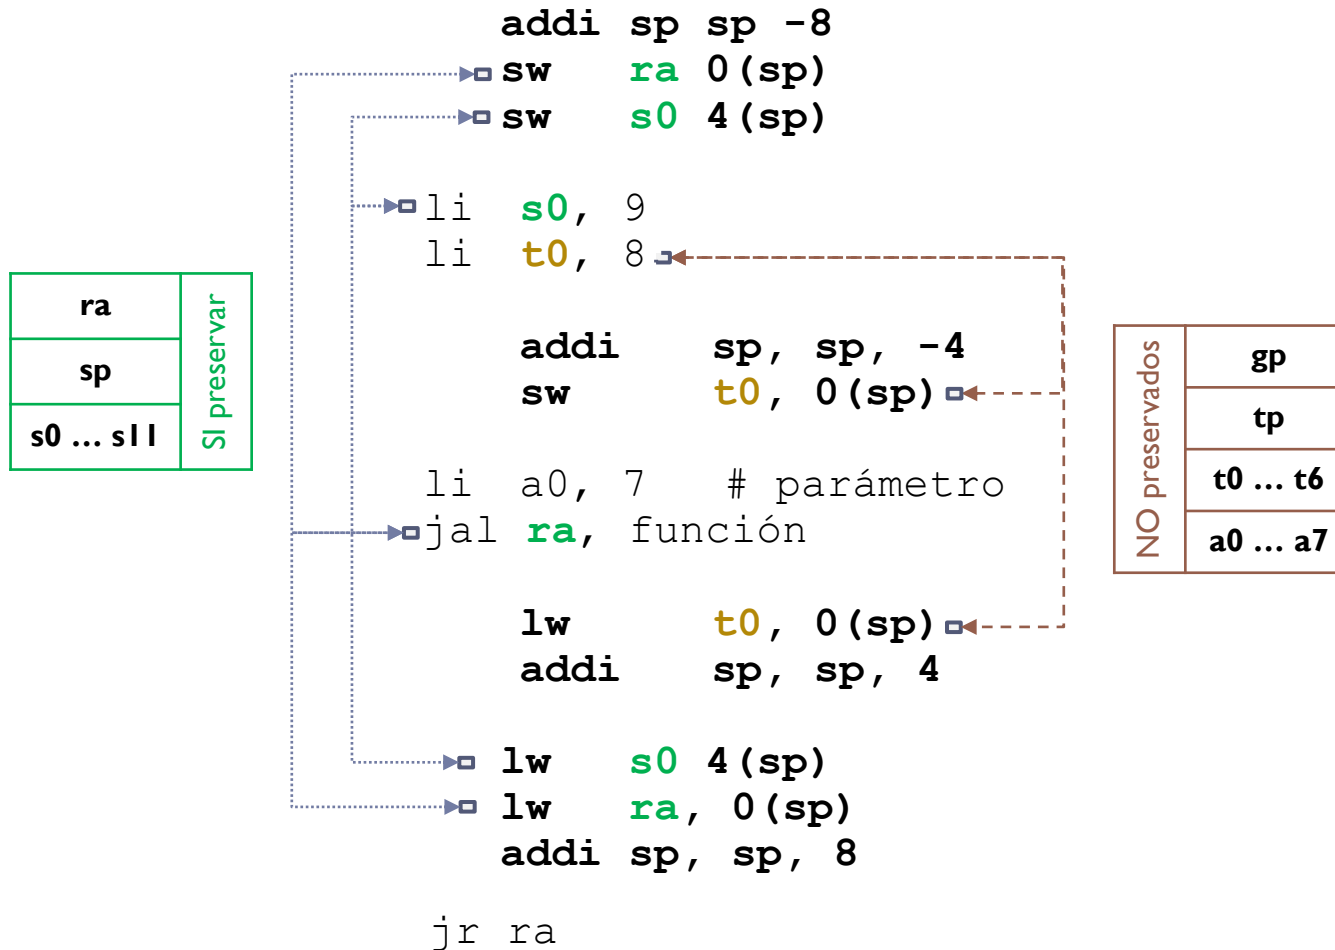 addi sp sp -8
sw ra 0(sp)
sw s0 4(sp)
li s0, 9
li t0, 8
addi sp, sp, -4
sw t0, 0(sp)
li a0, 7 # parámetro
jal ra, función
lw t0, 0(sp)
addi sp, sp, 4
lw s0 4(sp)
lw ra, 0(sp)
addi sp, sp, 8
jr ra
ra
sp
s0 ... s11
SI preservar
NO preservados
gp
tp
t0 ... t6
a0 ... a7